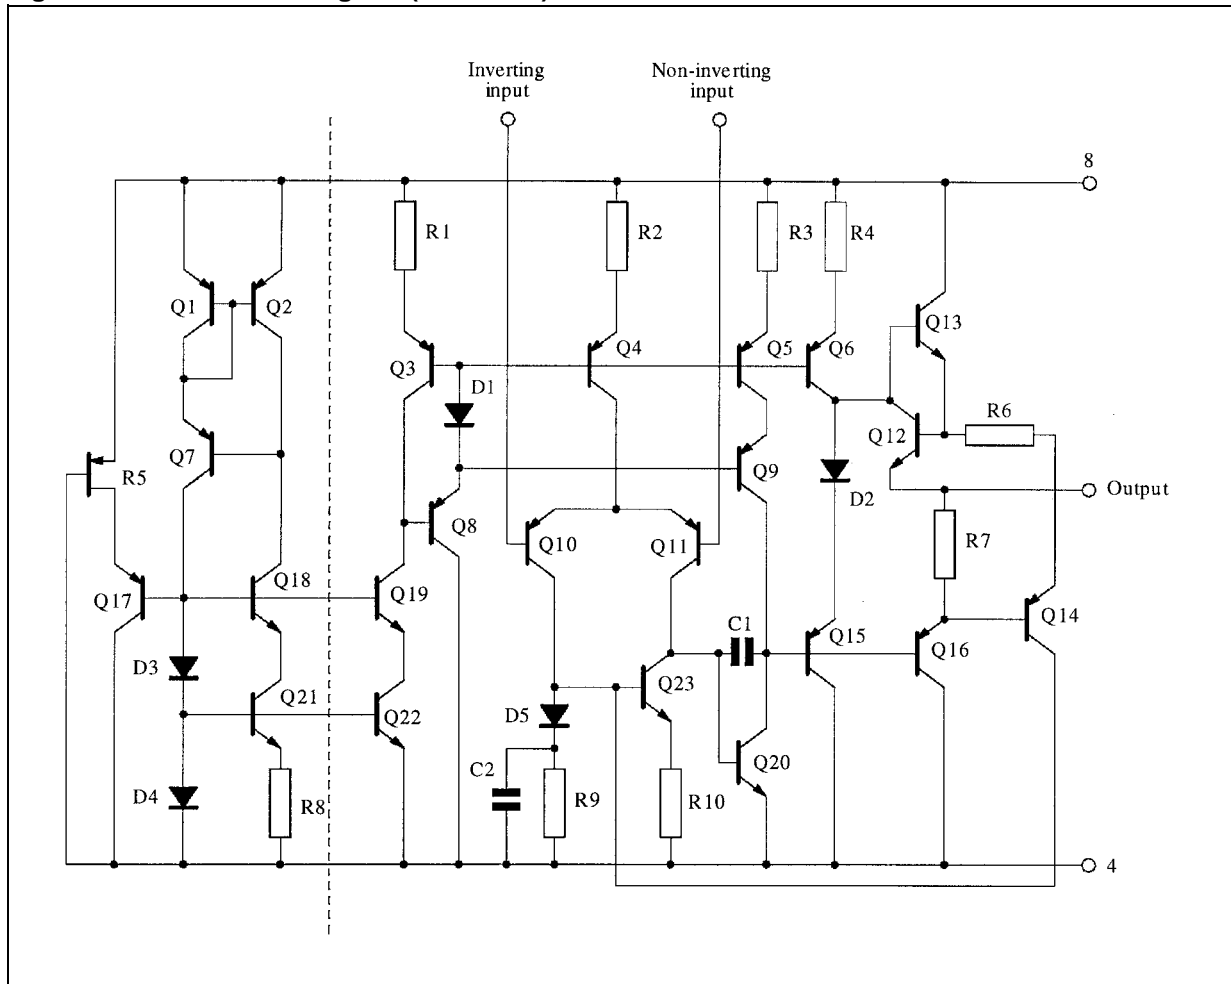 Inverting
input
Non-inverting
input
8
R1
R2
R3
R4
Q1
Q2
Q13
Q3
D1
Q4
Q5
Q6
R6
Q7
Q12
R5
Q9
D2
Output
Q8
Q10
Q11
R7
Q17
Q18
Q19
C1
Q15
Q14
Q16
D3
Q21
Q22
D5
Q23
C2
Q20
D4
R8
R9
R10
4